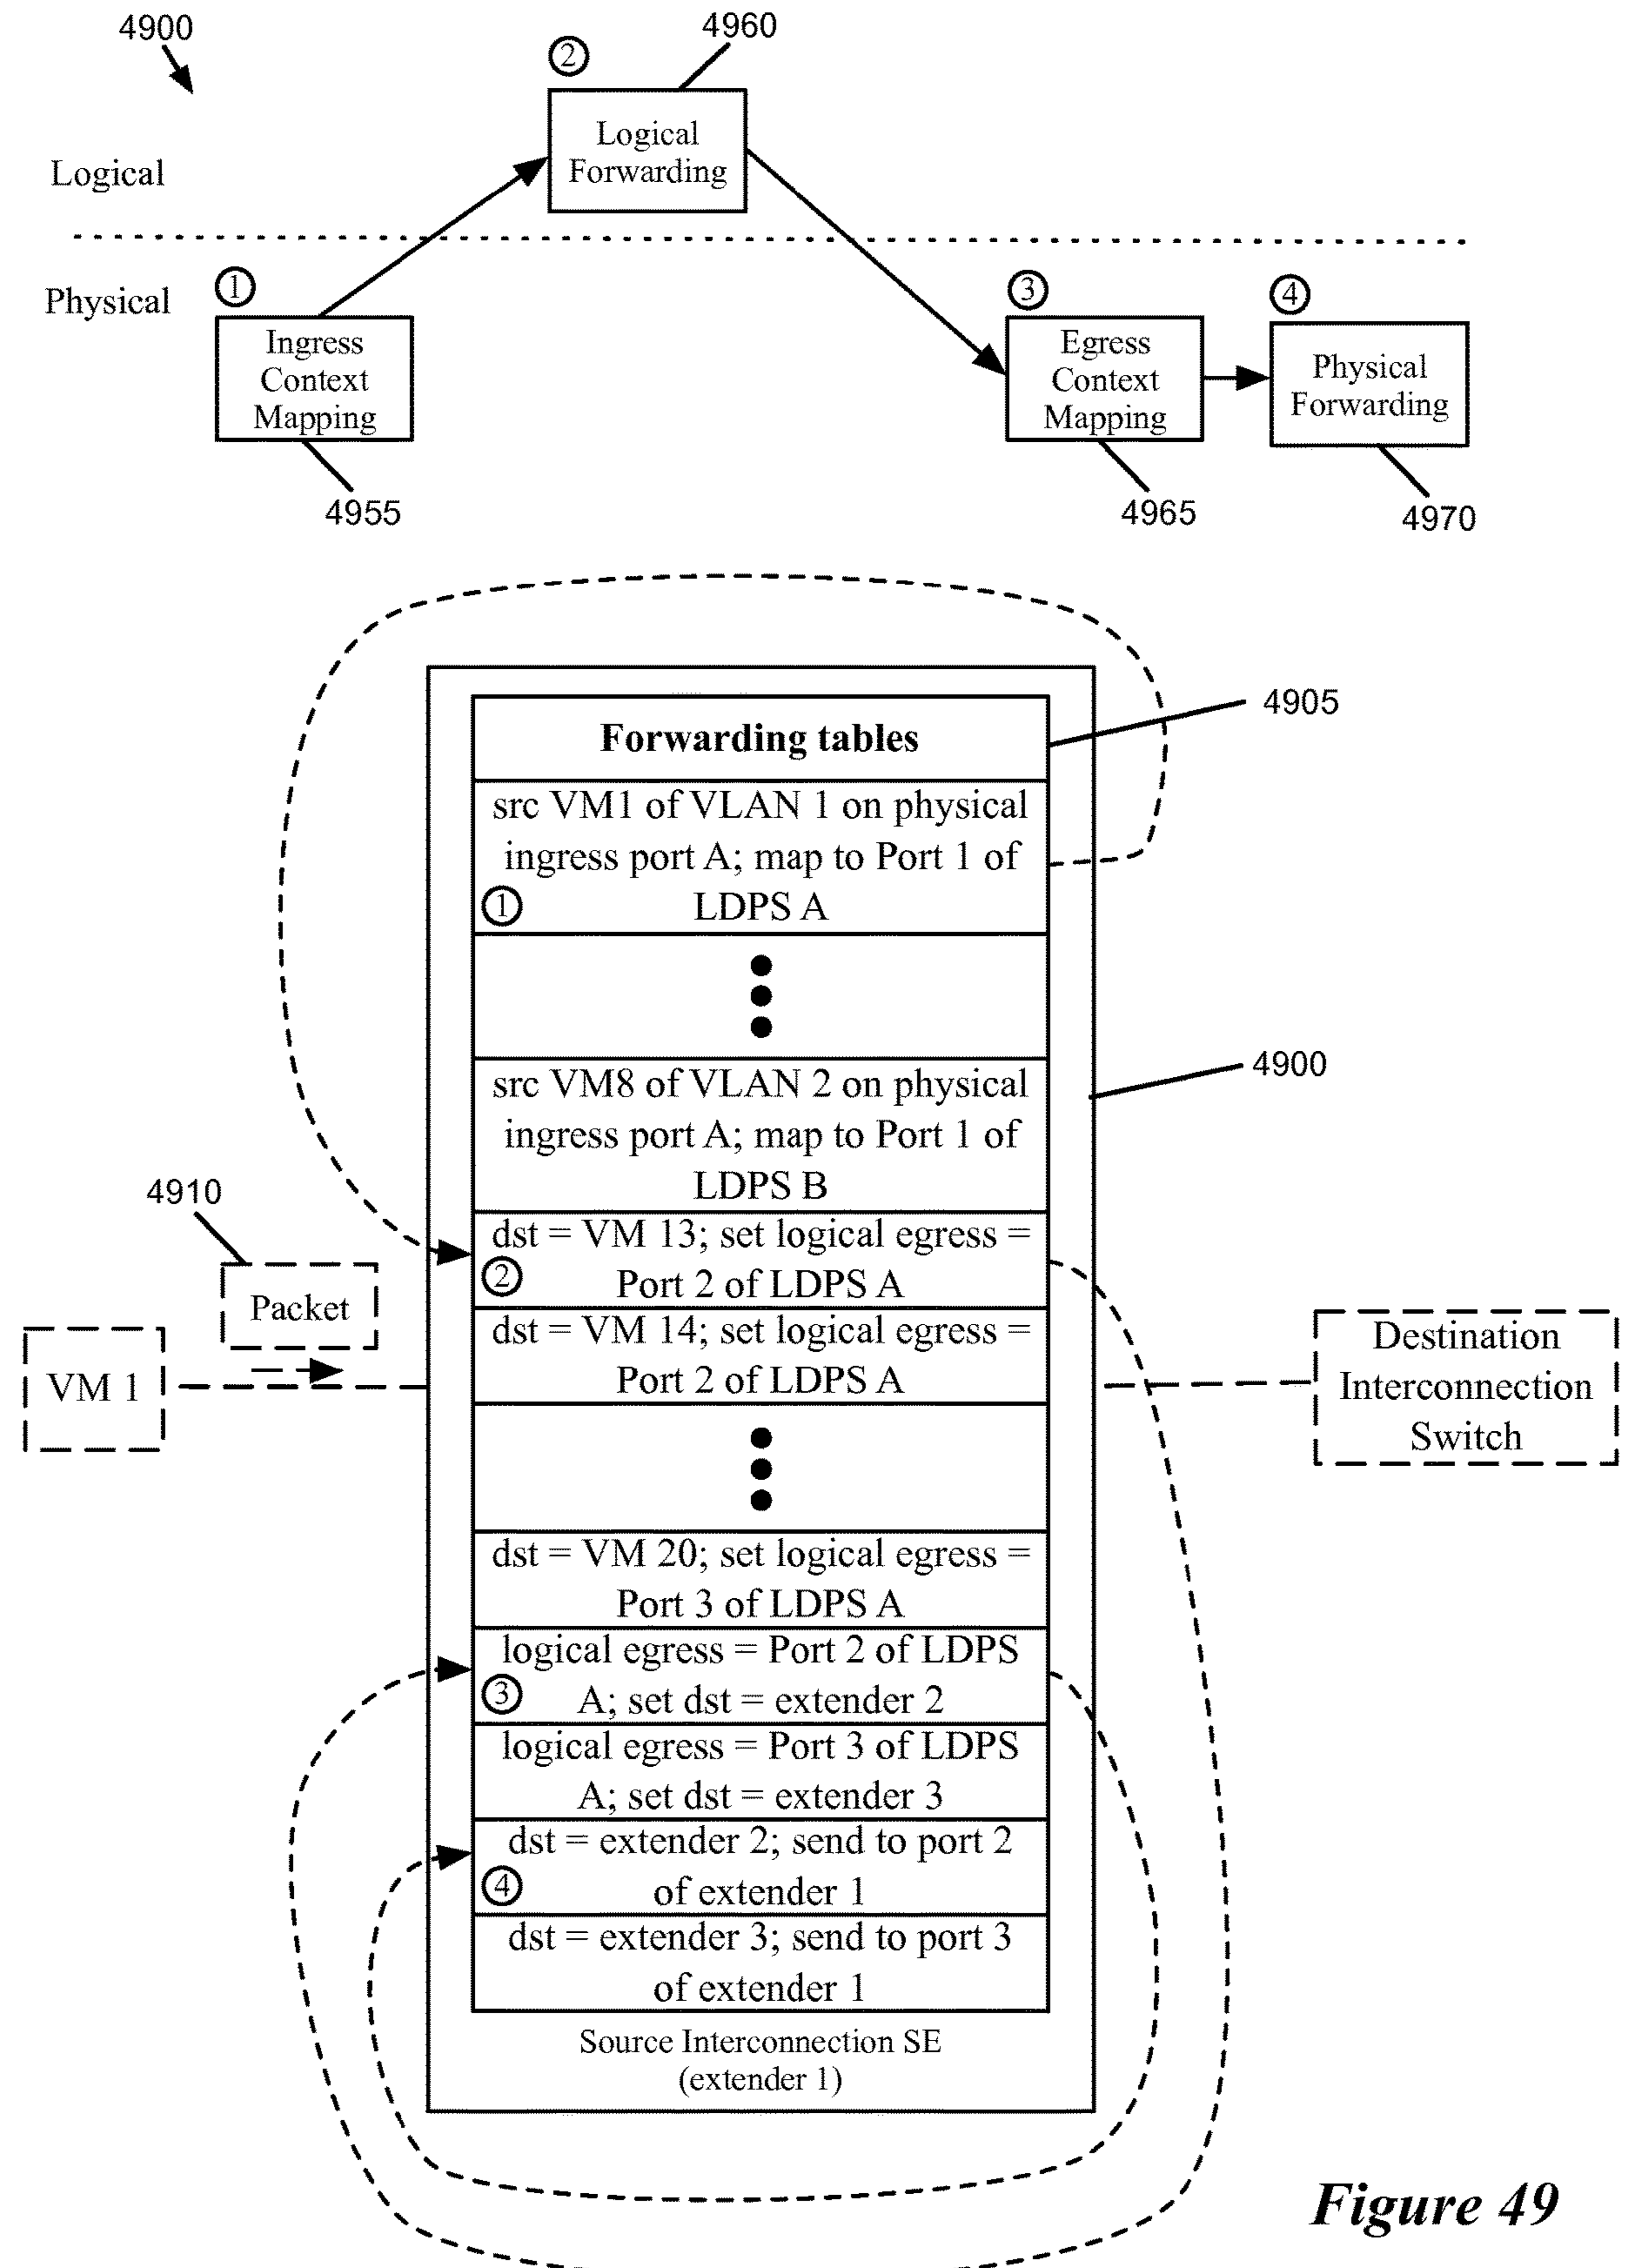 4900
4960
②
Logical
Forwarding
Logical
Physical
①
Ingress
Context
Mapping
4955
③
Egress
Context
Mapping
4965
④
Physical
Forwarding
4970
4905
Forwarding tables
src VM1 of VLAN 1 on physical
ingress port A; map to Port 1 of
① LDPS A
4900
src VM8 of VLAN 2 on physical
ingress port A; map to Port 1 of
LDPS B
4910
Packet
VM 1
dst = VM 13; set logical egress =
② Port 2 of LDPS A
dst = VM 14; set logical egress =
Port 2 of LDPS A
Destination
Interconnection
Switch
dst = VM 20; set logical egress =
Port 3 of LDPS A
logical egress = Port 2 of LDPS
③ A; set dst = extender 2
logical egress = Port 3 of LDPS
A; set dst = extender 3
dst = extender 2; send to port 2
④ of extender 1
dst = extender 3; send to port 3
of extender 1
Source Interconnection SE
(extender 1)
Figure 49